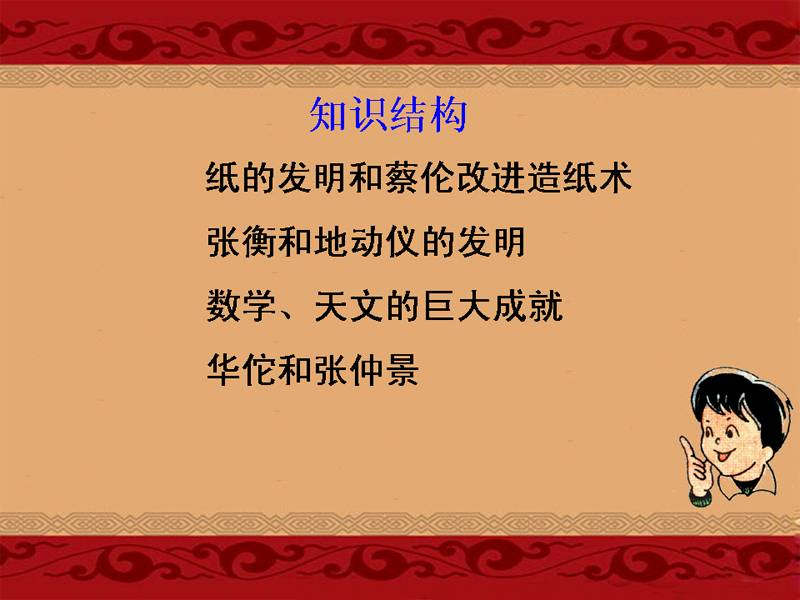 知识结构
纸的发明和蔡伦改进造纸术
张衡和地动仪的发明
数学、天文的巨大成就
华佗和张仲景